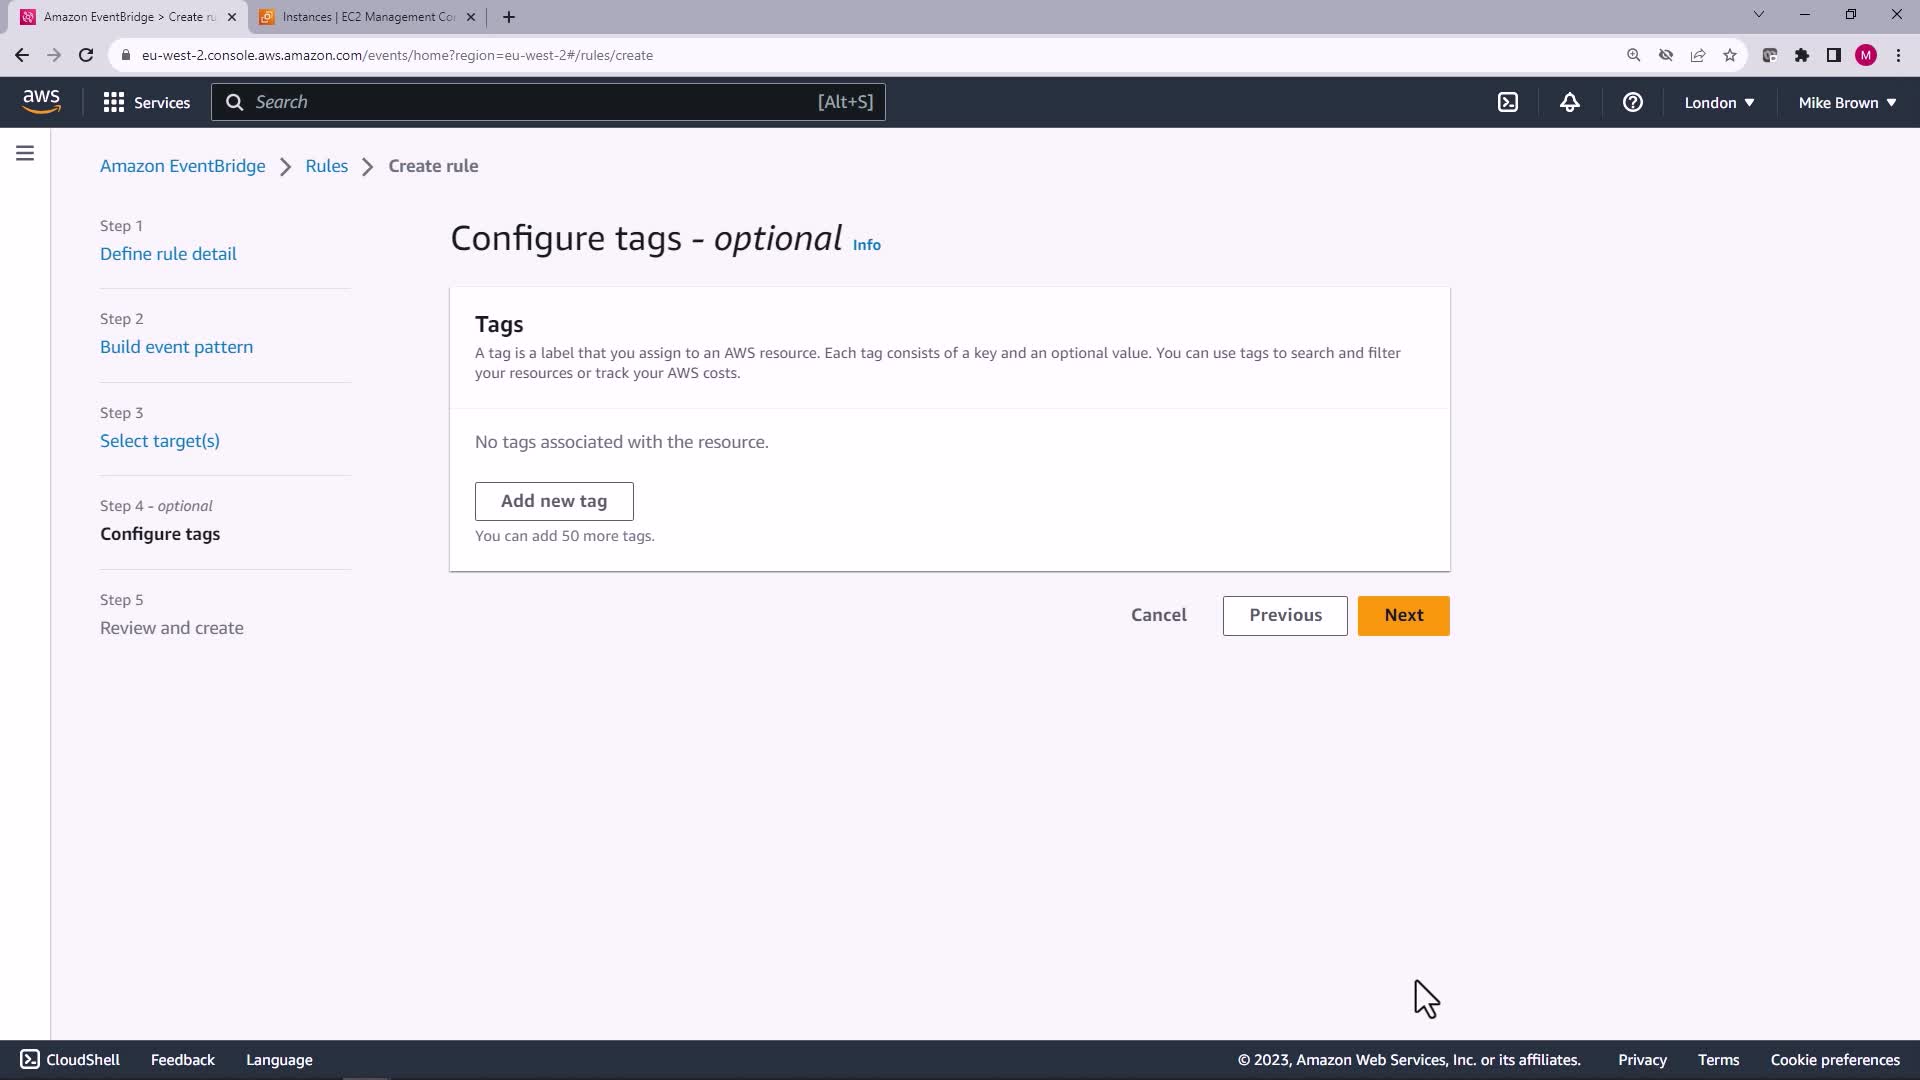 Amazon EventBridge > Create ru
Instances | EC2 Management Co
eu-west-2.console.aws.amazon.com/events/home?region=eu-west-2#/rules/create
M
aws
Services
Search
[Alt+S]
London
Mike Brown
Amazon EventBridge
Rules
Create rule
Step 1
Define rule detail
Step 2
Build event pattern
Step 3
Select target(s)
Step 4 - optional
Configure tags
Step 5
Review and create
Configure tags - optional Info
Tags
A tag is a label that you assign to an AWS resource. Each tag consists of a key and an optional value. You can use tags to search and filter
your resources or track your AWS costs.
No tags associated with the resource.
Add new tag
You can add 50 more tags.
Cancel
Previous
Next
CloudShell
Feedback
Language
© 2023, Amazon Web Services, Inc. or its affiliates.
Privacy
Terms
Cookie preferences